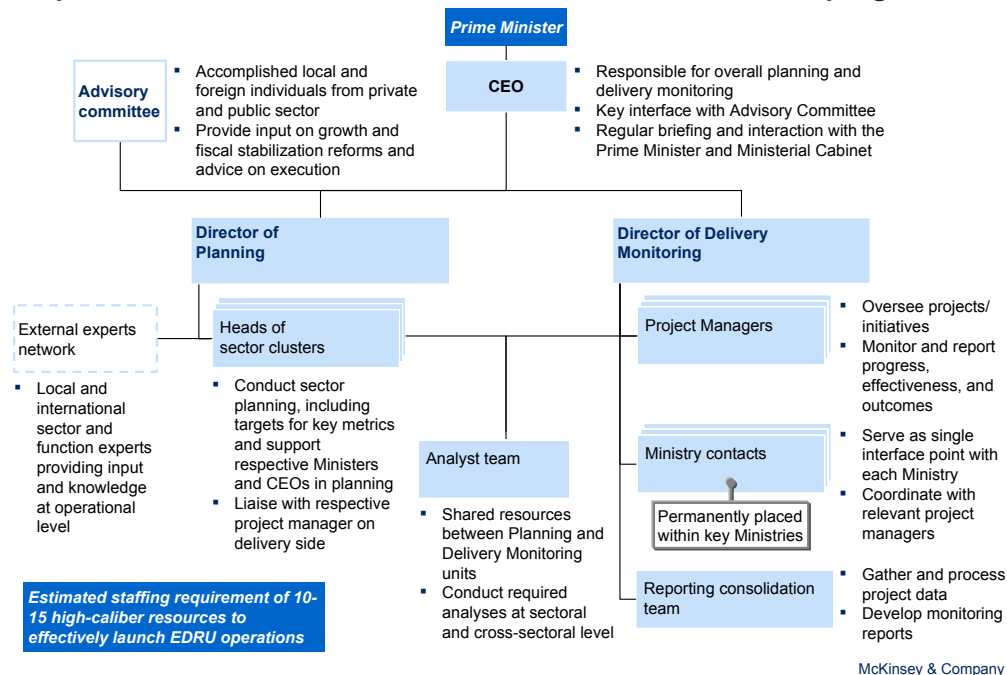 Prime Minister
Advisory
committee
▪ Accomplished local and
foreign individuals from private
and public sector
▪ Provide input on growth and
fiscal stabilization reforms and
advice on execution
CEO
▪ Responsible for overall planning and
delivery monitoring
▪ Key interface with Advisory Committee
▪ Regular briefing and interaction with the
Prime Minister and Ministerial Cabinet
Director of
Planning
Director of Delivery
Monitoring
External experts
network
▪ Local and
international
sector and
function experts
providing input
and knowledge
at operational
level
Heads of
sector clusters
▪ Conduct sector
planning, including
targets for key metrics
and support
respective Ministers
and CEOs in planning
▪ Liaise with respective
project manager on
delivery side
Analyst team
▪ Shared resources
between Planning and
Delivery Monitoring
units
▪ Conduct required
analyses at sectoral
and cross-sectoral level
Project Managers
▪ Oversee projects/
initiatives
▪ Monitor and report
progress,
effectiveness, and
outcomes
Ministry contacts
Permanently placed
within key Ministries
▪ Serve as single
interface point with
each Ministry
▪ Coordinate with
relevant project
managers
Reporting consolidation
team
▪ Gather and process
project data
▪ Develop monitoring
reports
Estimated staffing requirement of 10-
15 high-caliber resources to
effectively launch EDRU operations
McKinsey & Company